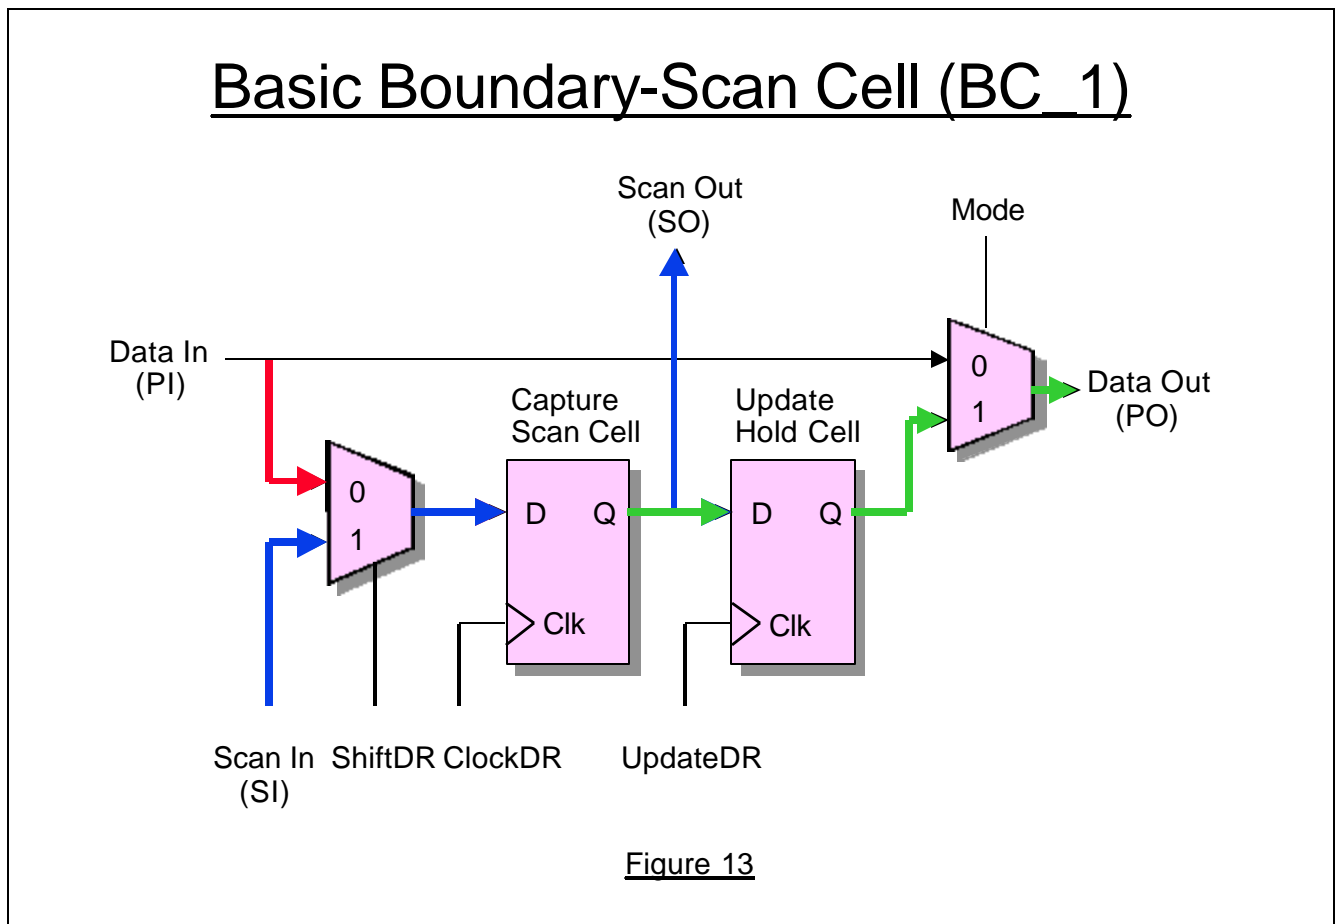 Basic Boundary-Scan Cell (BC_1)
Scan Out
(SO)
Mode
Data In
(PI)
0
1
Data Out
(PO)
Capture
Scan Cell
Update
Hold Cell
0
1
D Q
D Q
Clk
Clk
Scan In
(SI)
ShiftDR
ClockDR
UpdateDR
Figure 13